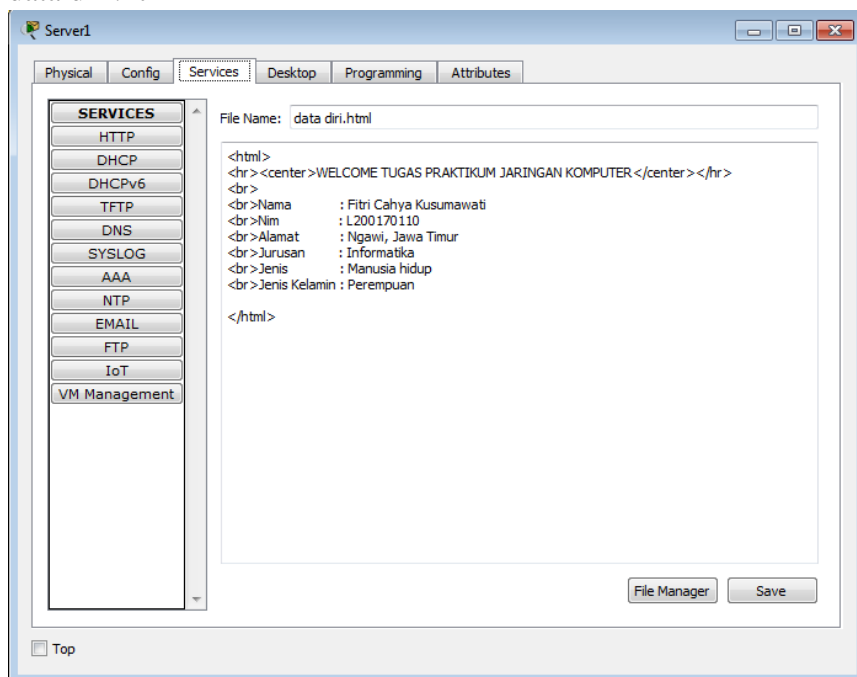 Server1
Physical Config Services Desktop Programming Attributes
SERVICES
HTTP
DHCP
DHCPv6
TFTP
DNS
SYSLOG
AAA
NTP
EMAIL
FTP
IoT
VM Management
File Name: data diri.html
<html>
<hr><center>WELCOME TUGAS PRAKTIKUM JARINGAN KOMPUTER</center></hr>
<br>
<br>Nama : Fitri Cahya Kusumawati
<br>Nim : L200170110
<br>Alamat : Ngawi, Jawa Timur
<br>Jurusan : Informatika
<br>Jenis : Manusia hidup
<br>Jenis Kelamin : Perempuan
</html>
File Manager Save
Top